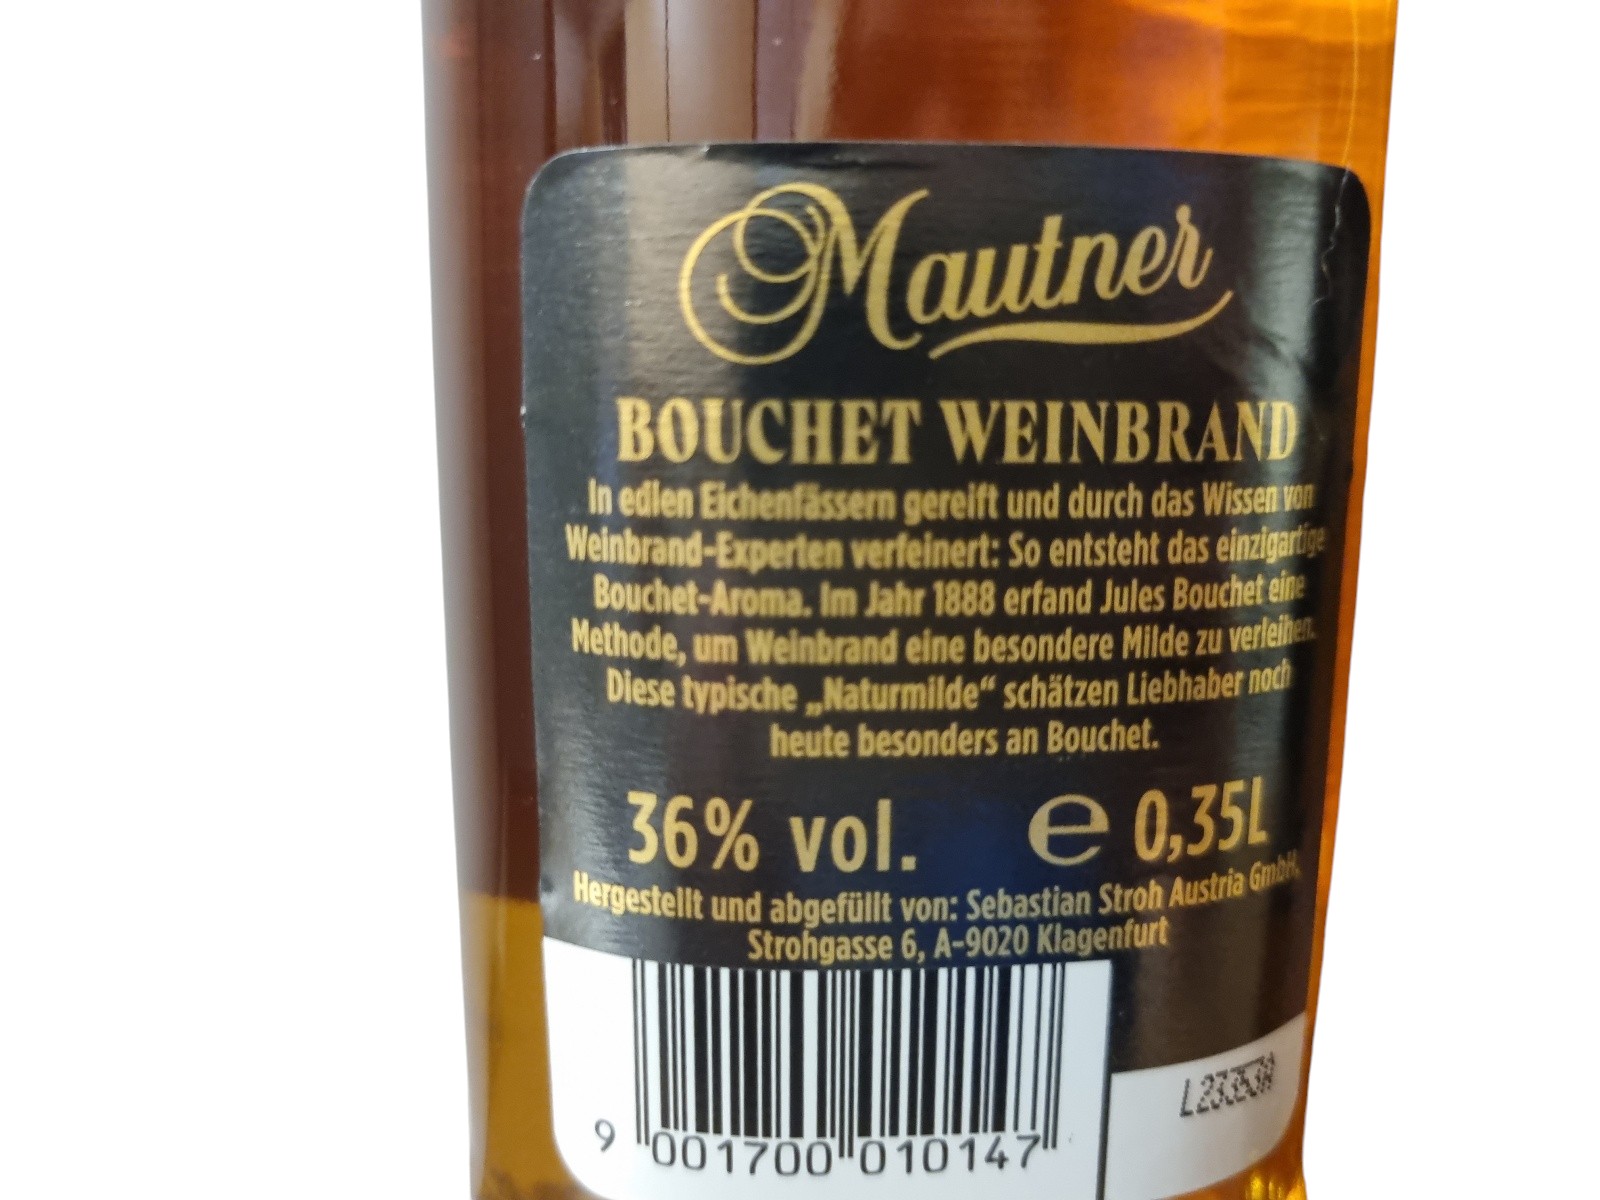 Mautner
BOUCHET WEINBRAND
In edlen Eichenfässern gereift und durch das Wissen von
Weinbrand-Experten verfeinert: So entsteht das einzigartige
Bouchet-Aroma. Im Jahr 1888 erfand Jules Bouchet eine
Methode, um Weinbrand eine besondere Milde zu verleihen.
Diese typische „Naturmilde“ schätzen Liebhaber noch
heute besonders an Bouchet.
36% vol. e 0,35L
Hergestellt und abgefüllt von: Sebastian Stroh Austria GmbH,
Strohgasse 6, A-9020 Klagenfurt
L23353A
9 001700 010147